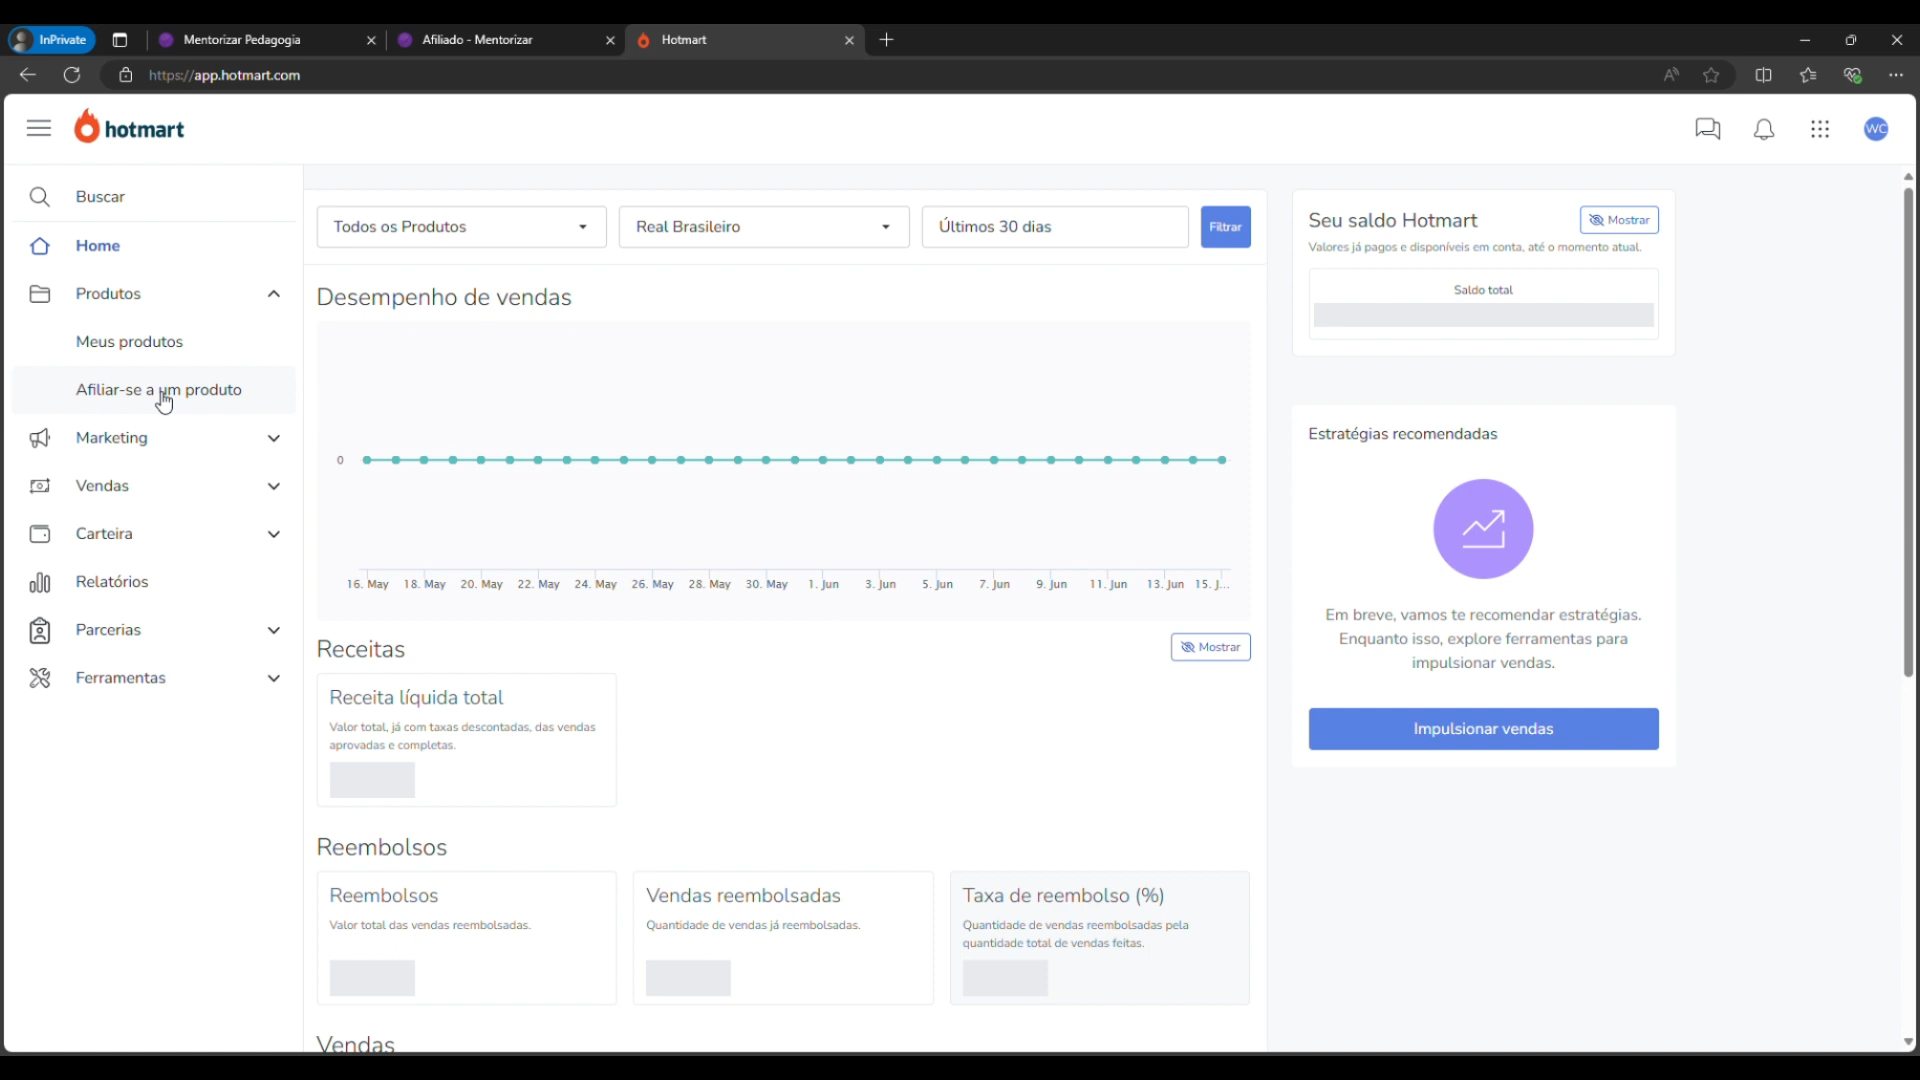 InPrivate
Mentorizar Pedagogia
Afiliado - Mentorizar
Hotmart
https://app.hotmart.com
hotmart
WC
Buscar
Home
Produtos
Meus produtos
Afiliar-se a um produto
Marketing
Vendas
Carteira
Relatórios
Parcerias
Ferramentas
Todos os Produtos
Real Brasileiro
Últimos 30 dias
Filtrar
Desempenho de vendas
0
16. May 18. May 20. May 22. May 24. May 26. May 28. May 30. May 1. Jun 3. Jun 5. Jun 7. Jun 9. Jun 11. Jun 13. Jun 15. J...
Receitas
Mostrar
Receita líquida total
Valor total, já com taxas descontadas, das vendas
aprovadas e completas.
Reembolsos
Reembolsos
Valor total das vendas reembolsadas.
Vendas reembolsadas
Quantidade de vendas já reembolsadas.
Taxa de reembolso (%)
Quantidade de vendas reembolsadas pela
quantidade total de vendas feitas.
Vendas
Seu saldo Hotmart
Mostrar
Valores já pagos e disponíveis em conta, até o momento atual.
Saldo total
Estratégias recomendadas
Em breve, vamos te recomendar estratégias.
Enquanto isso, explore ferramentas para
impulsionar vendas.
Impulsionar vendas